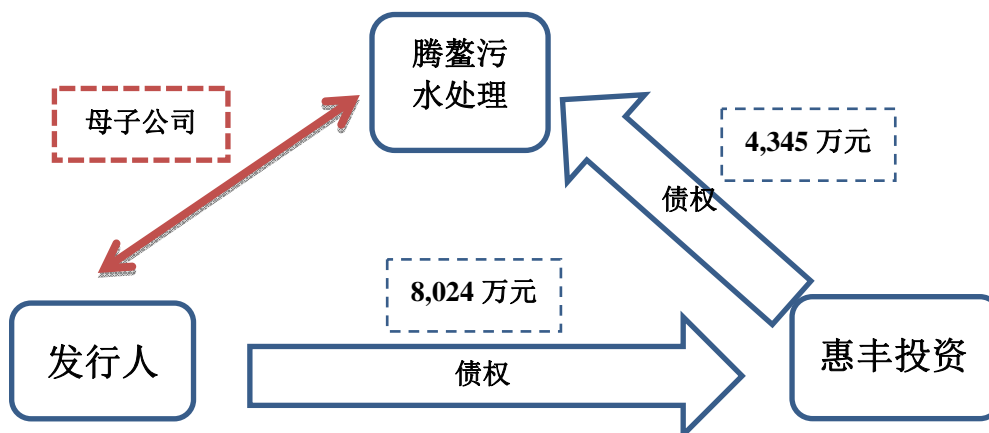 腾鳌污
水处理
母子公司
4,345 万元
债权
8,024 万元
发行人
债权
惠丰投资